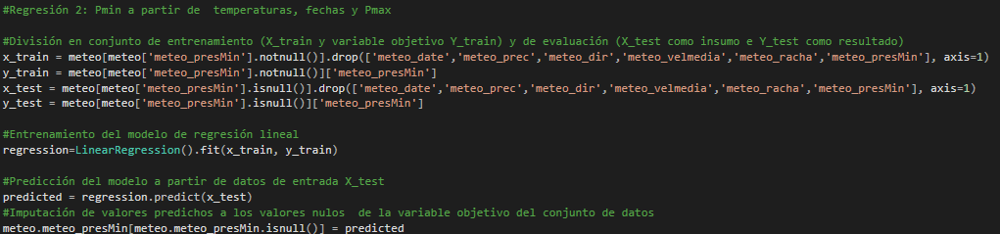 #Regresión 2: Pmin a partir de  temperaturas, fechas y Pmax
#División en conjunto de entrenamiento (X_train y variable objetivo Y_train) y de evaluación (X_test como insumo e Y_test como resultado)
x_train = meteo[meteo['meteo_presMin'].notnull()].drop(['meteo_date','meteo_prec','meteo_dir','meteo_velmedia','meteo_racha','meteo_presMin'], axis=1)
y_train = meteo[meteo['meteo_presMin'].notnull()]['meteo_presMin']
x_test = meteo[meteo['meteo_presMin'].isnull()].drop(['meteo_date','meteo_prec','meteo_dir','meteo_velmedia','meteo_racha','meteo_presMin'], axis=1)
y_test = meteo[meteo['meteo_presMin'].isnull()]['meteo_presMin']
#Entrenamiento del modelo de regresión lineal
regression=LinearRegression().fit(x_train, y_train)
#Predicción del modelo a partir de datos de entrada X_test
predicted = regression.predict(x_test)
#Imputación de valores predichos a los valores nulos  de la variable objetivo del conjunto de datos
meteo.meteo_presMin[meteo.meteo_presMin.isnull()] = predicted